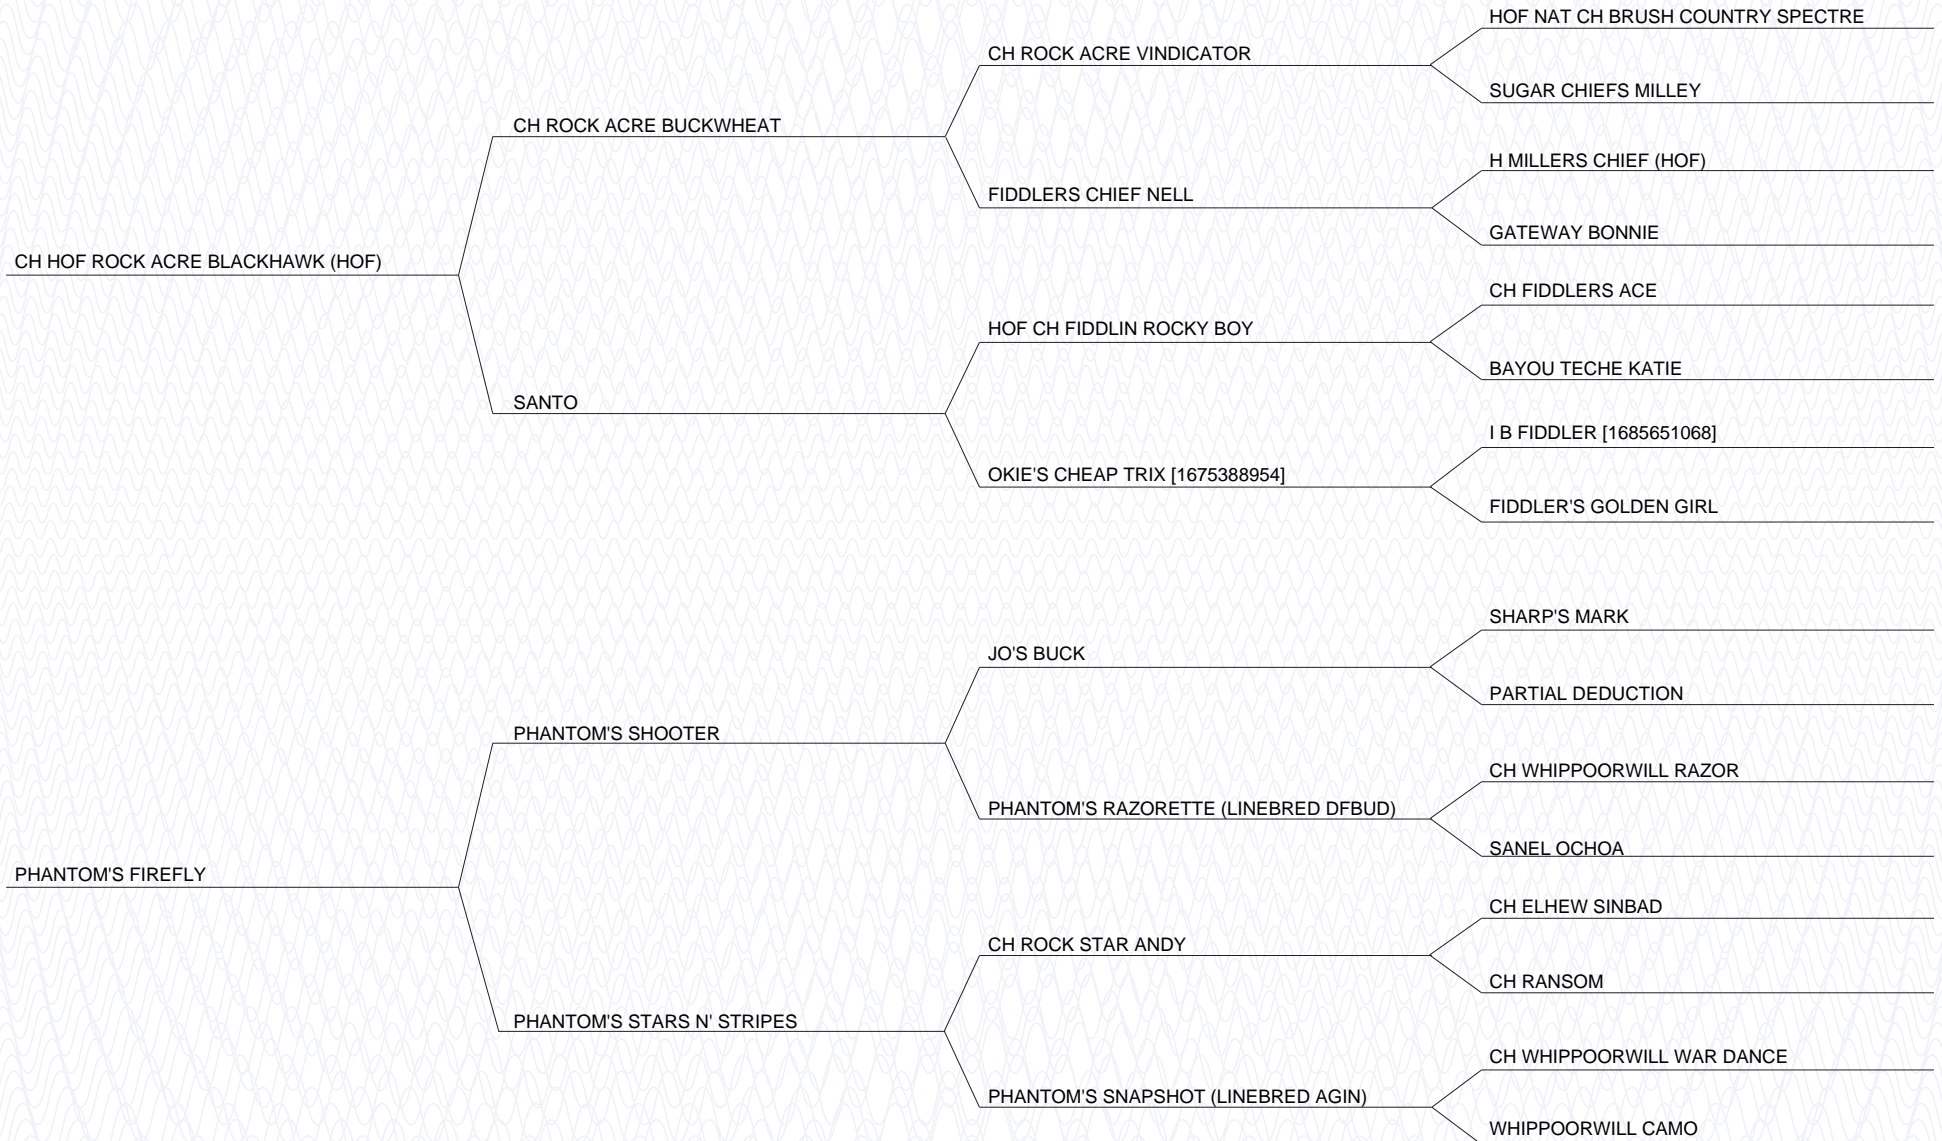 HOF NAT CH BRUSH COUNTRY SPECTRE
CH ROCK ACRE VINDICATOR
SUGAR CHIEFS MILLEY
CH ROCK ACRE BUCKWHEAT
H MILLERS CHIEF (HOF)
FIDDLERS CHIEF NELL
GATEWAY BONNIE
CH HOF ROCK ACRE BLACKHAWK (HOF)
CH FIDDLERS ACE
HOF CH FIDDLIN ROCKY BOY
BAYOU TECHE KATIE
SANTO
I B FIDDLER [1685651068]
OKIE'S CHEAP TRIX [1675388954]
FIDDLER'S GOLDEN GIRL
SHARP'S MARK
JO'S BUCK
PARTIAL DEDUCTION
PHANTOM'S SHOOTER
CH WHIPPOORWILL RAZOR
PHANTOM'S RAZORETTE (LINEBRED DFBUD)
SANEL OCHOA
PHANTOM'S FIREFLY
CH ELHEW SINBAD
CH ROCK STAR ANDY
CH RANSOM
PHANTOM'S STARS N' STRIPES
CH WHIPPOORWILL WAR DANCE
PHANTOM'S SNAPSHOT (LINEBRED AGIN)
WHIPPOORWILL CAMO